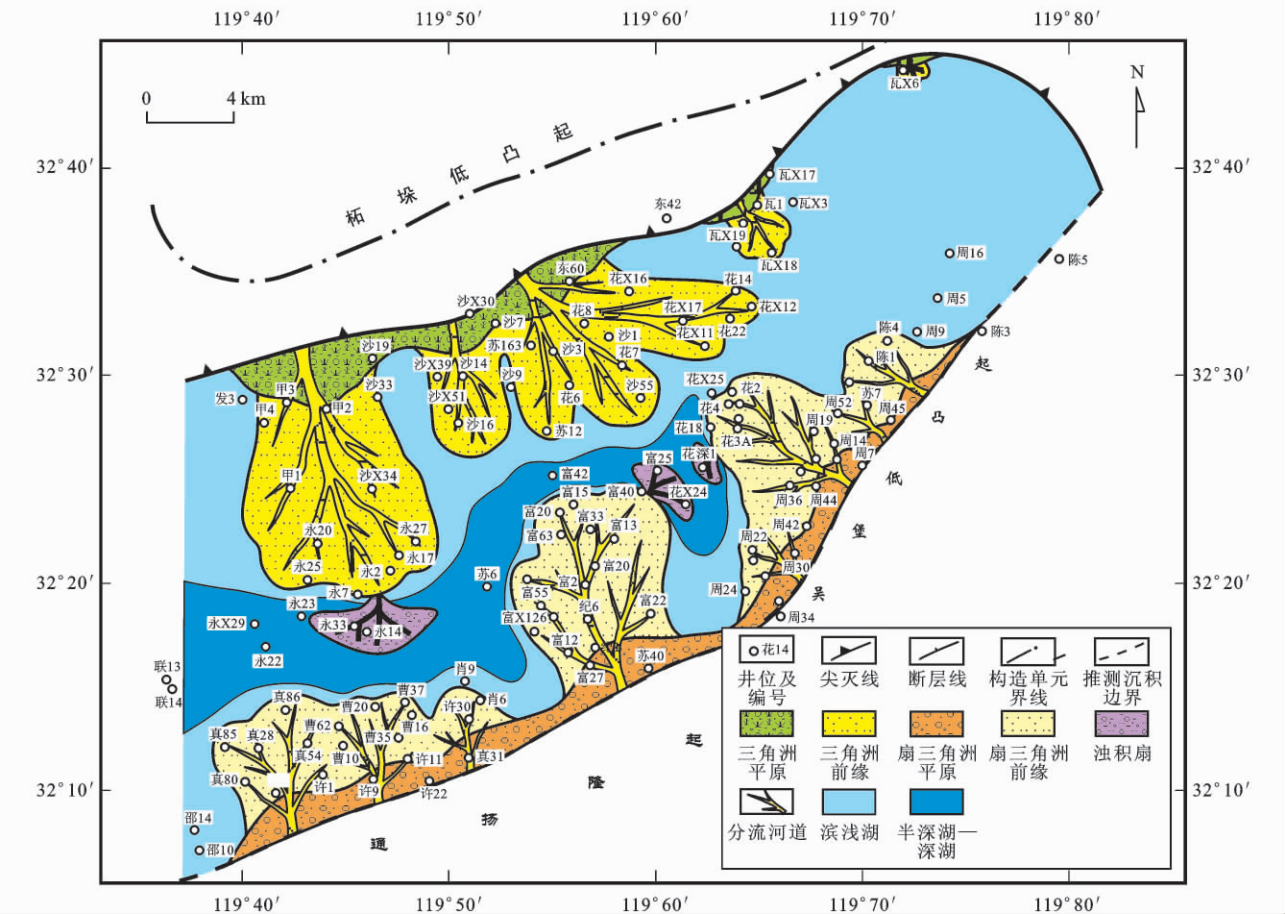 119°40′ 119°50′ 119°60′ 119°70′ 119°80′
0 4 km
N
瓦X6
32°40′ 32°40′
柘垛低凸起
东42
瓦X17
瓦1
瓦X3
瓦X19
瓦X18
周16
陈5
周5
周9
陈3
陈4
陈1
东60
花X16
花14
花X12
沙X30
沙7
花8
花X17
花X11
花22
沙1
苏163
沙3
花7
沙19
沙X39
沙14
沙9
花6
沙55
32°30′ 32°30′
发3
甲3
甲4
甲2
沙33
沙X51
沙16
苏12
花X25
花2
花4
花18
花3A
花深1
周52
苏7
周45
周19
周14
周7
周36
周44
甲1
沙X34
富42
富25
富40
花X24
富15
富20
富33
富13
富63
周42
周22
周30
周24
周34
永20
永27
永17
永25
永2
永7
32°20′ 32°20′
苏6
富2
富20
富55
纪6
富22
富X126
富12
富27
苏40
永23
永X29
永33
永14
永22
联13
联14
肖9
肖6
真86
曹37
曹20
许30
真85
真28
曹62
曹16
曹35
真54
曹10
许11
真31
真80
许1
许9
许22
32°10′ 32°10′
邵14
邵10
通扬隆起
吴堡低凸起
花14
井位及编号
尖灭线
断层线
构造单元界线
推测沉积边界
三角洲平原
三角洲前缘
扇三角洲平原
扇三角洲前缘
浊积扇
分流河道
滨浅湖
半深湖—深湖
119°40′ 119°50′ 119°60′ 119°70′ 119°80′